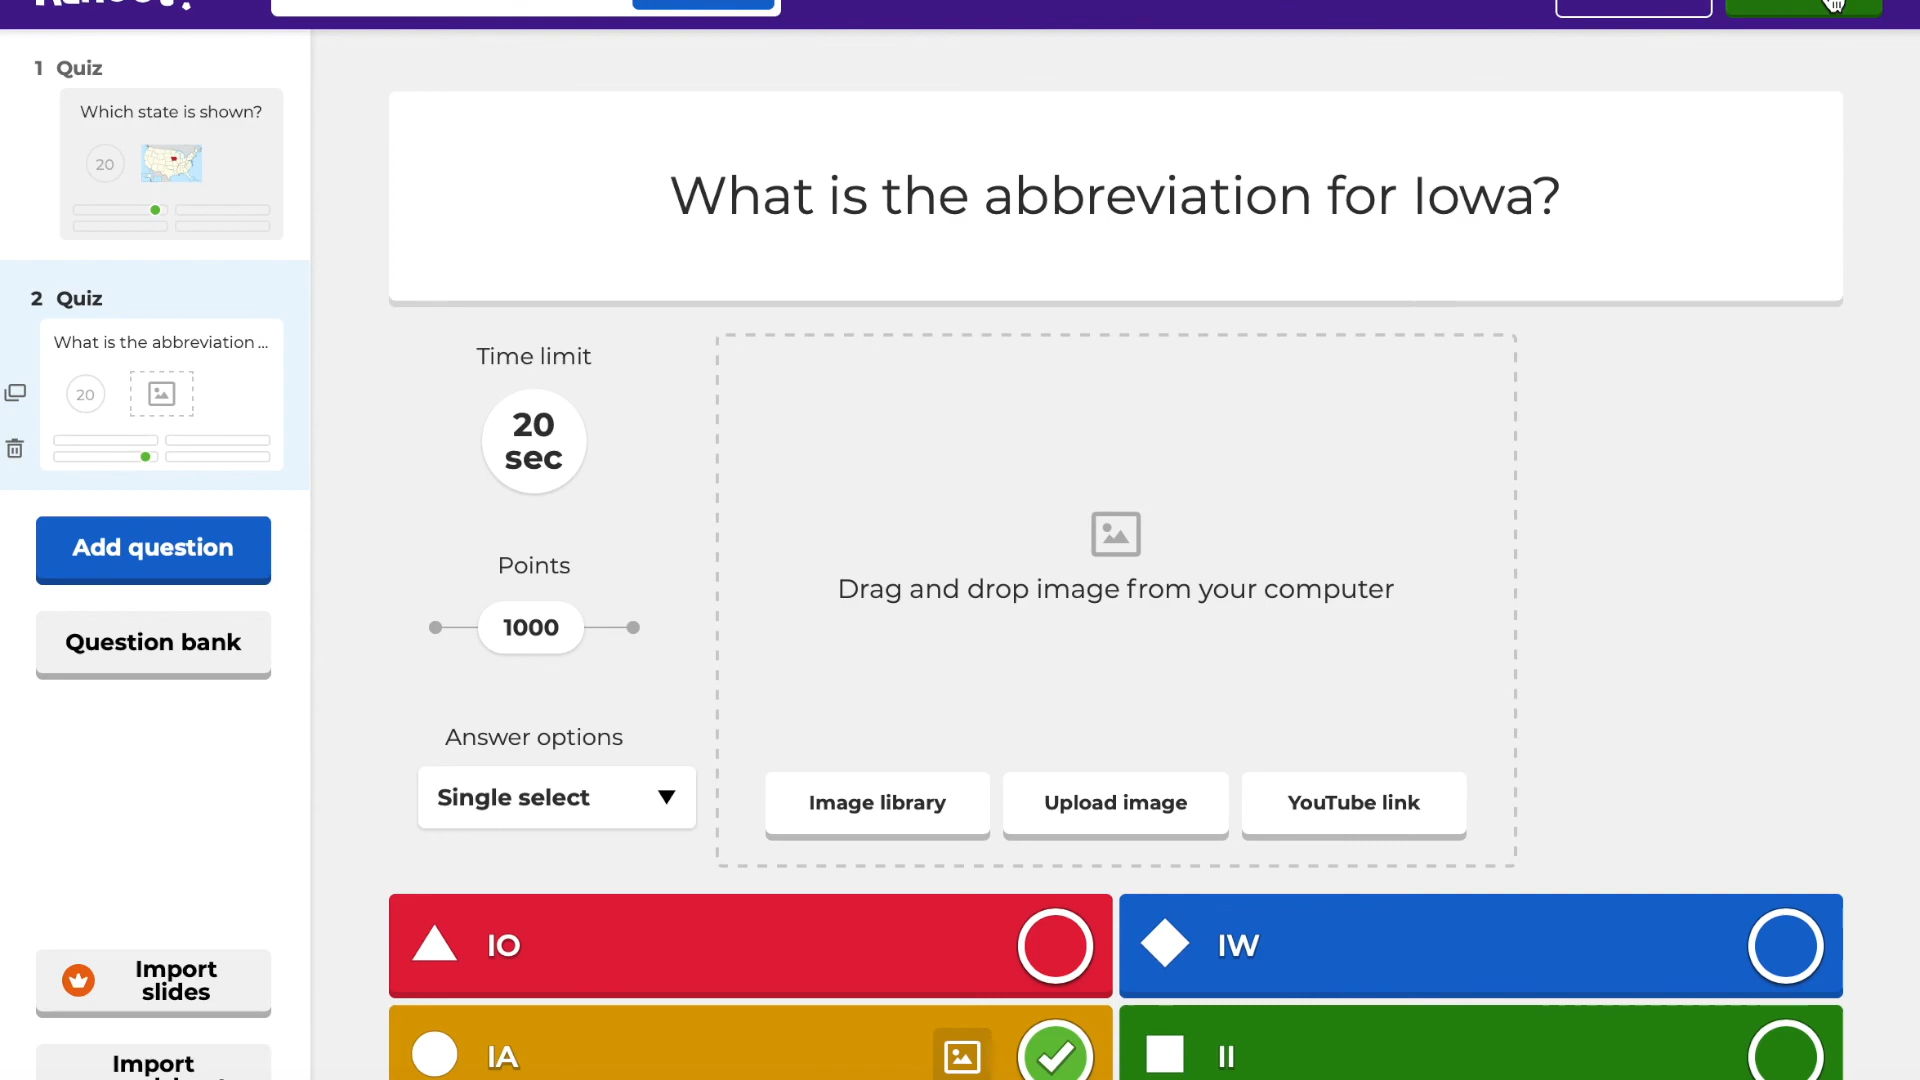 1 Quiz
Which state is shown?
20
2 Quiz
What is the abbreviation ...
20
Add question
Question bank
Import
slides
Import
What is the abbreviation for Iowa?
Time limit
20
sec
Points
1000
Answer options
Single select
Drag and drop image from your computer
Image library
Upload image
YouTube link
IO
IW
IA
II